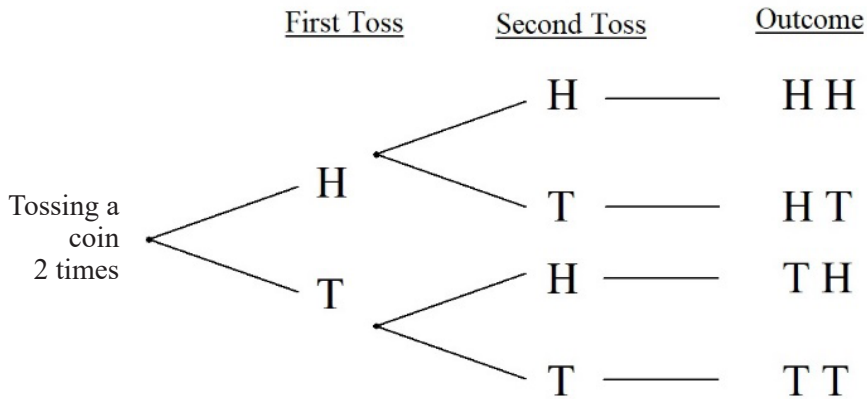 First Toss Second Toss Outcome
H H H
H
T H T
Tossing a
coin
2 times
H T H
T
T T T